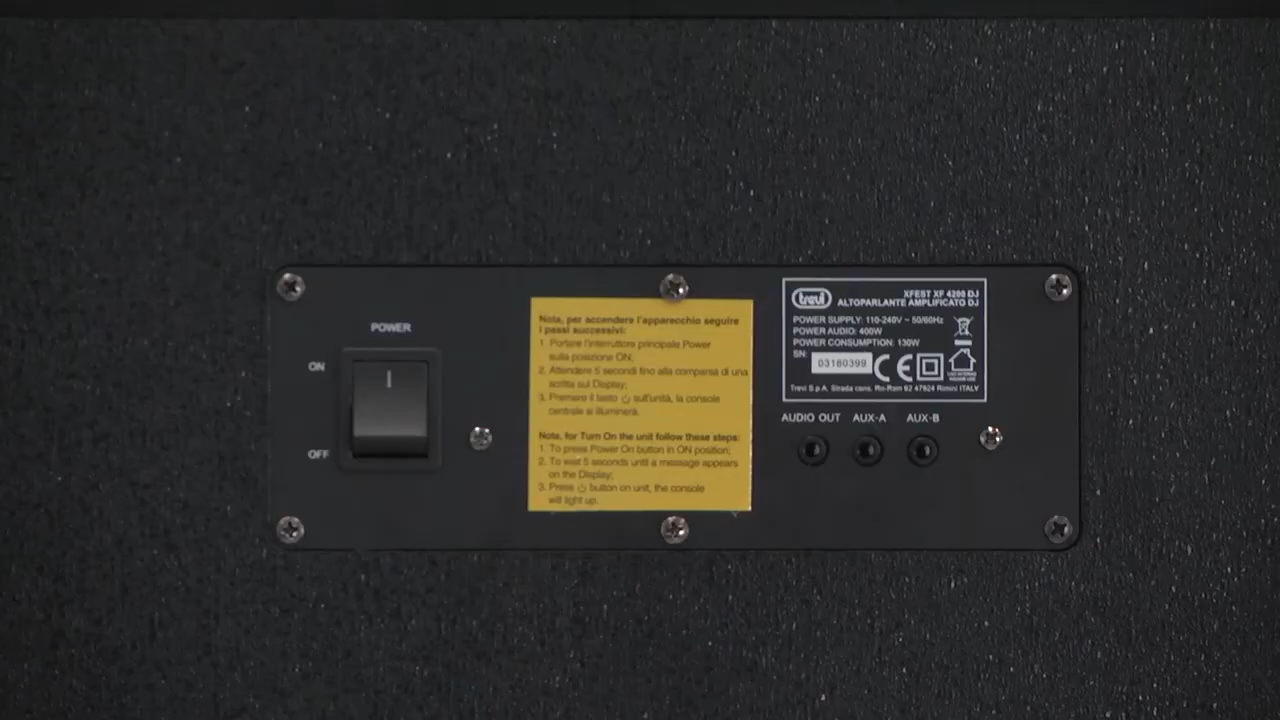 POWER
ON
OFF
Nota, per accendere l'apparecchio seguire
i passi successivi:
1. Portare l'interruttore principale Power
sulla posizione ON;
2. Attendere 5 secondi fino alla comparsa di una
scritta sul Display;
3. Premere il tasto ⏻ sull'unità, la console
centrale si illuminerà.
Note, for Turn On the unit follow these steps:
1. To press Power On button in ON position;
2. To wait 5 seconds until a message appears
on the Display;
3. Press ⏻ button on unit, the console
will light up.
trevi
XFEST XF 4200 DJ
ALTOPARLANTE AMPLIFICATO DJ
POWER SUPPLY: 110-240V ~ 50/60Hz
POWER AUDIO: 400W
POWER CONSUMPTION: 130W
SN:
03160399
CE
Trevi S.p.A. Strada cons. Ra-Rsm 62 47924 Rimini ITALY
AUDIO OUT AUX-A AUX-B